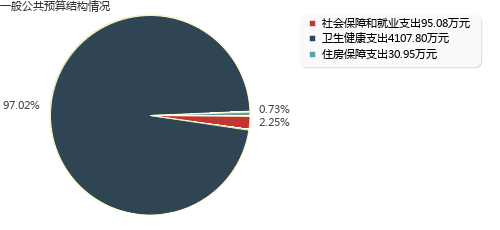 一般公共预算结构情况
社会保障和就业支出95.08万元
卫生健康支出4107.80万元
住房保障支出30.95万元
97.02%
0.73%
2.25%